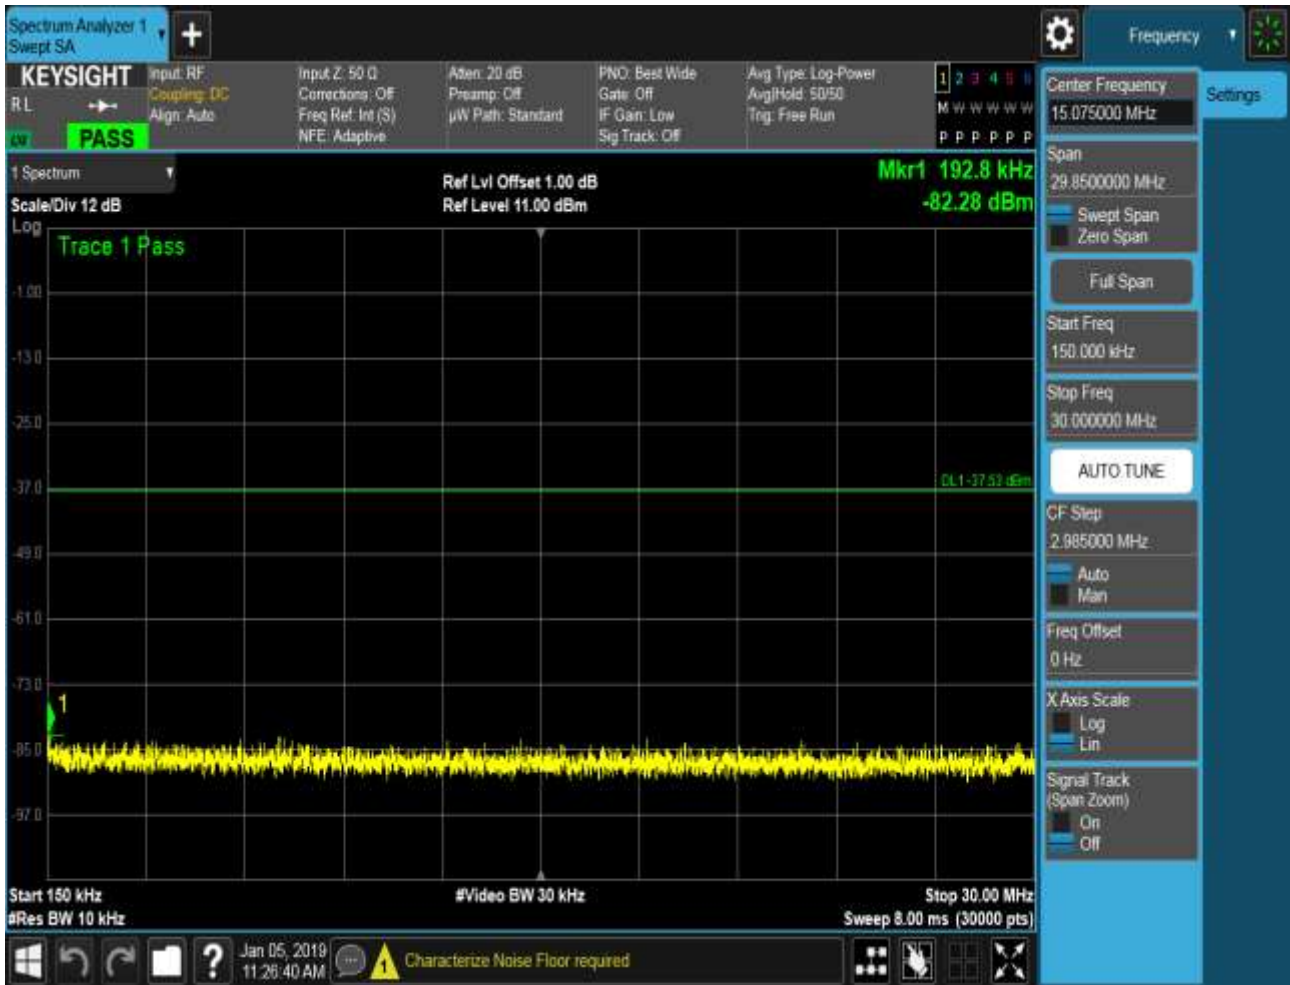 Spectrum Analyzer 1
Swept SA
+
Frequency
KEYSIGHT
R L
PASS
Input: RF
Coupling: DC
Align: Auto
Input Z: 50 Ω
Corrections: Off
Freq Ref: Int (S)
NFE: Adaptive
Atten: 20 dB
Preamp: Off
µW Path: Standard
PNO: Best Wide
Gate: Off
IF Gain: Low
Sig Track: Off
Avg Type: Log-Power
Avg|Hold: 50/50
Trig: Free Run
1 2 3 4 5 6
M W W W W W
P P P P P P
1 Spectrum
Scale/Div 12 dB
Log
Ref Lvl Offset 1.00 dB
Ref Level 11.00 dBm
Mkr1 192.8 kHz
-82.28 dBm
Trace 1 Pass
-1.00
-13.0
-25.0
-37.0
DL1 -37.53 dBm
-49.0
-61.0
-73.0
1
-85.0
-97.0
Start 150 kHz
#Video BW 30 kHz
Stop 30.00 MHz
#Res BW 10 kHz
Sweep 8.00 ms (30000 pts)
Center Frequency
15.075000 MHz
Settings
Span
29.8500000 MHz
Swept Span
Zero Span
Full Span
Start Freq
150.000 kHz
Stop Freq
30.000000 MHz
AUTO TUNE
CF Step
2.985000 MHz
Auto
Man
Freq Offset
0 Hz
X Axis Scale
Log
Lin
Signal Track
(Span Zoom)
On
Off
?
Jan 05, 2019
11:26:40 AM
1
Characterize Noise Floor required